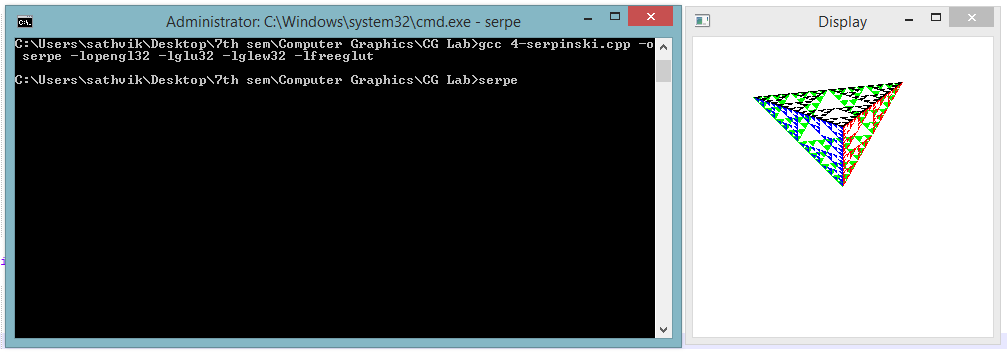 Administrator: C:\Windows\system32\cmd.exe - serpe
C:\Users\sathvik\Desktop\7th sem\Computer Graphics\CG Lab>gcc 4-serpinski.cpp -o
 serpe -lopengl32 -lglu32 -lglew32 -lfreeglut
C:\Users\sathvik\Desktop\7th sem\Computer Graphics\CG Lab>serpe
Display